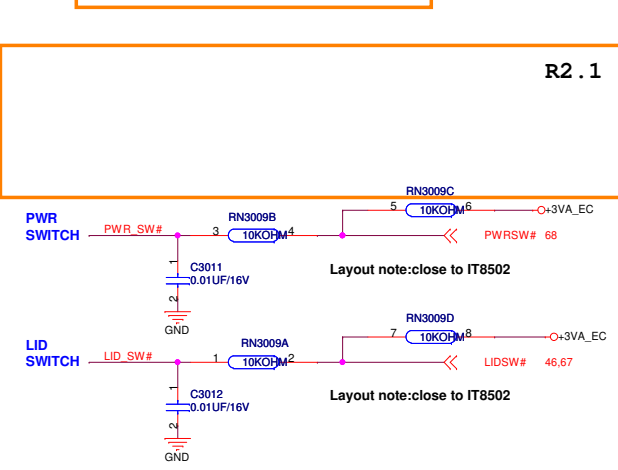 R2.1
RN3009C
5 10KOHM 6 +3VA_EC
PWR
SWITCH
PWR_SW#
RN3009B
3 10KOHM 4
PWRSW# 68
1
C3011
0.01UF/16V
2
GND
Layout note:close to IT8502
RN3009D
7 10KOHM 8 +3VA_EC
LID
SWITCH
LID_SW#
RN3009A
1 10KOHM 2
LIDSW# 46,67
1
C3012
0.01UF/16V
2
GND
Layout note:close to IT8502